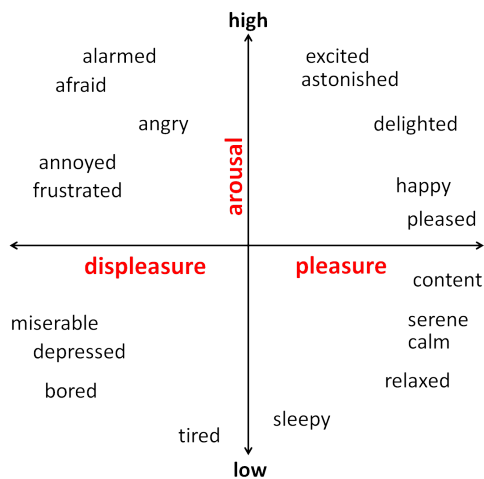 high
alarmed
excited
afraid
astonished
angry
delighted
arousal
annoyed
frustrated
happy
pleased
displeasure
pleasure
content
miserable
serene
depressed
calm
bored
relaxed
tired
sleepy
low